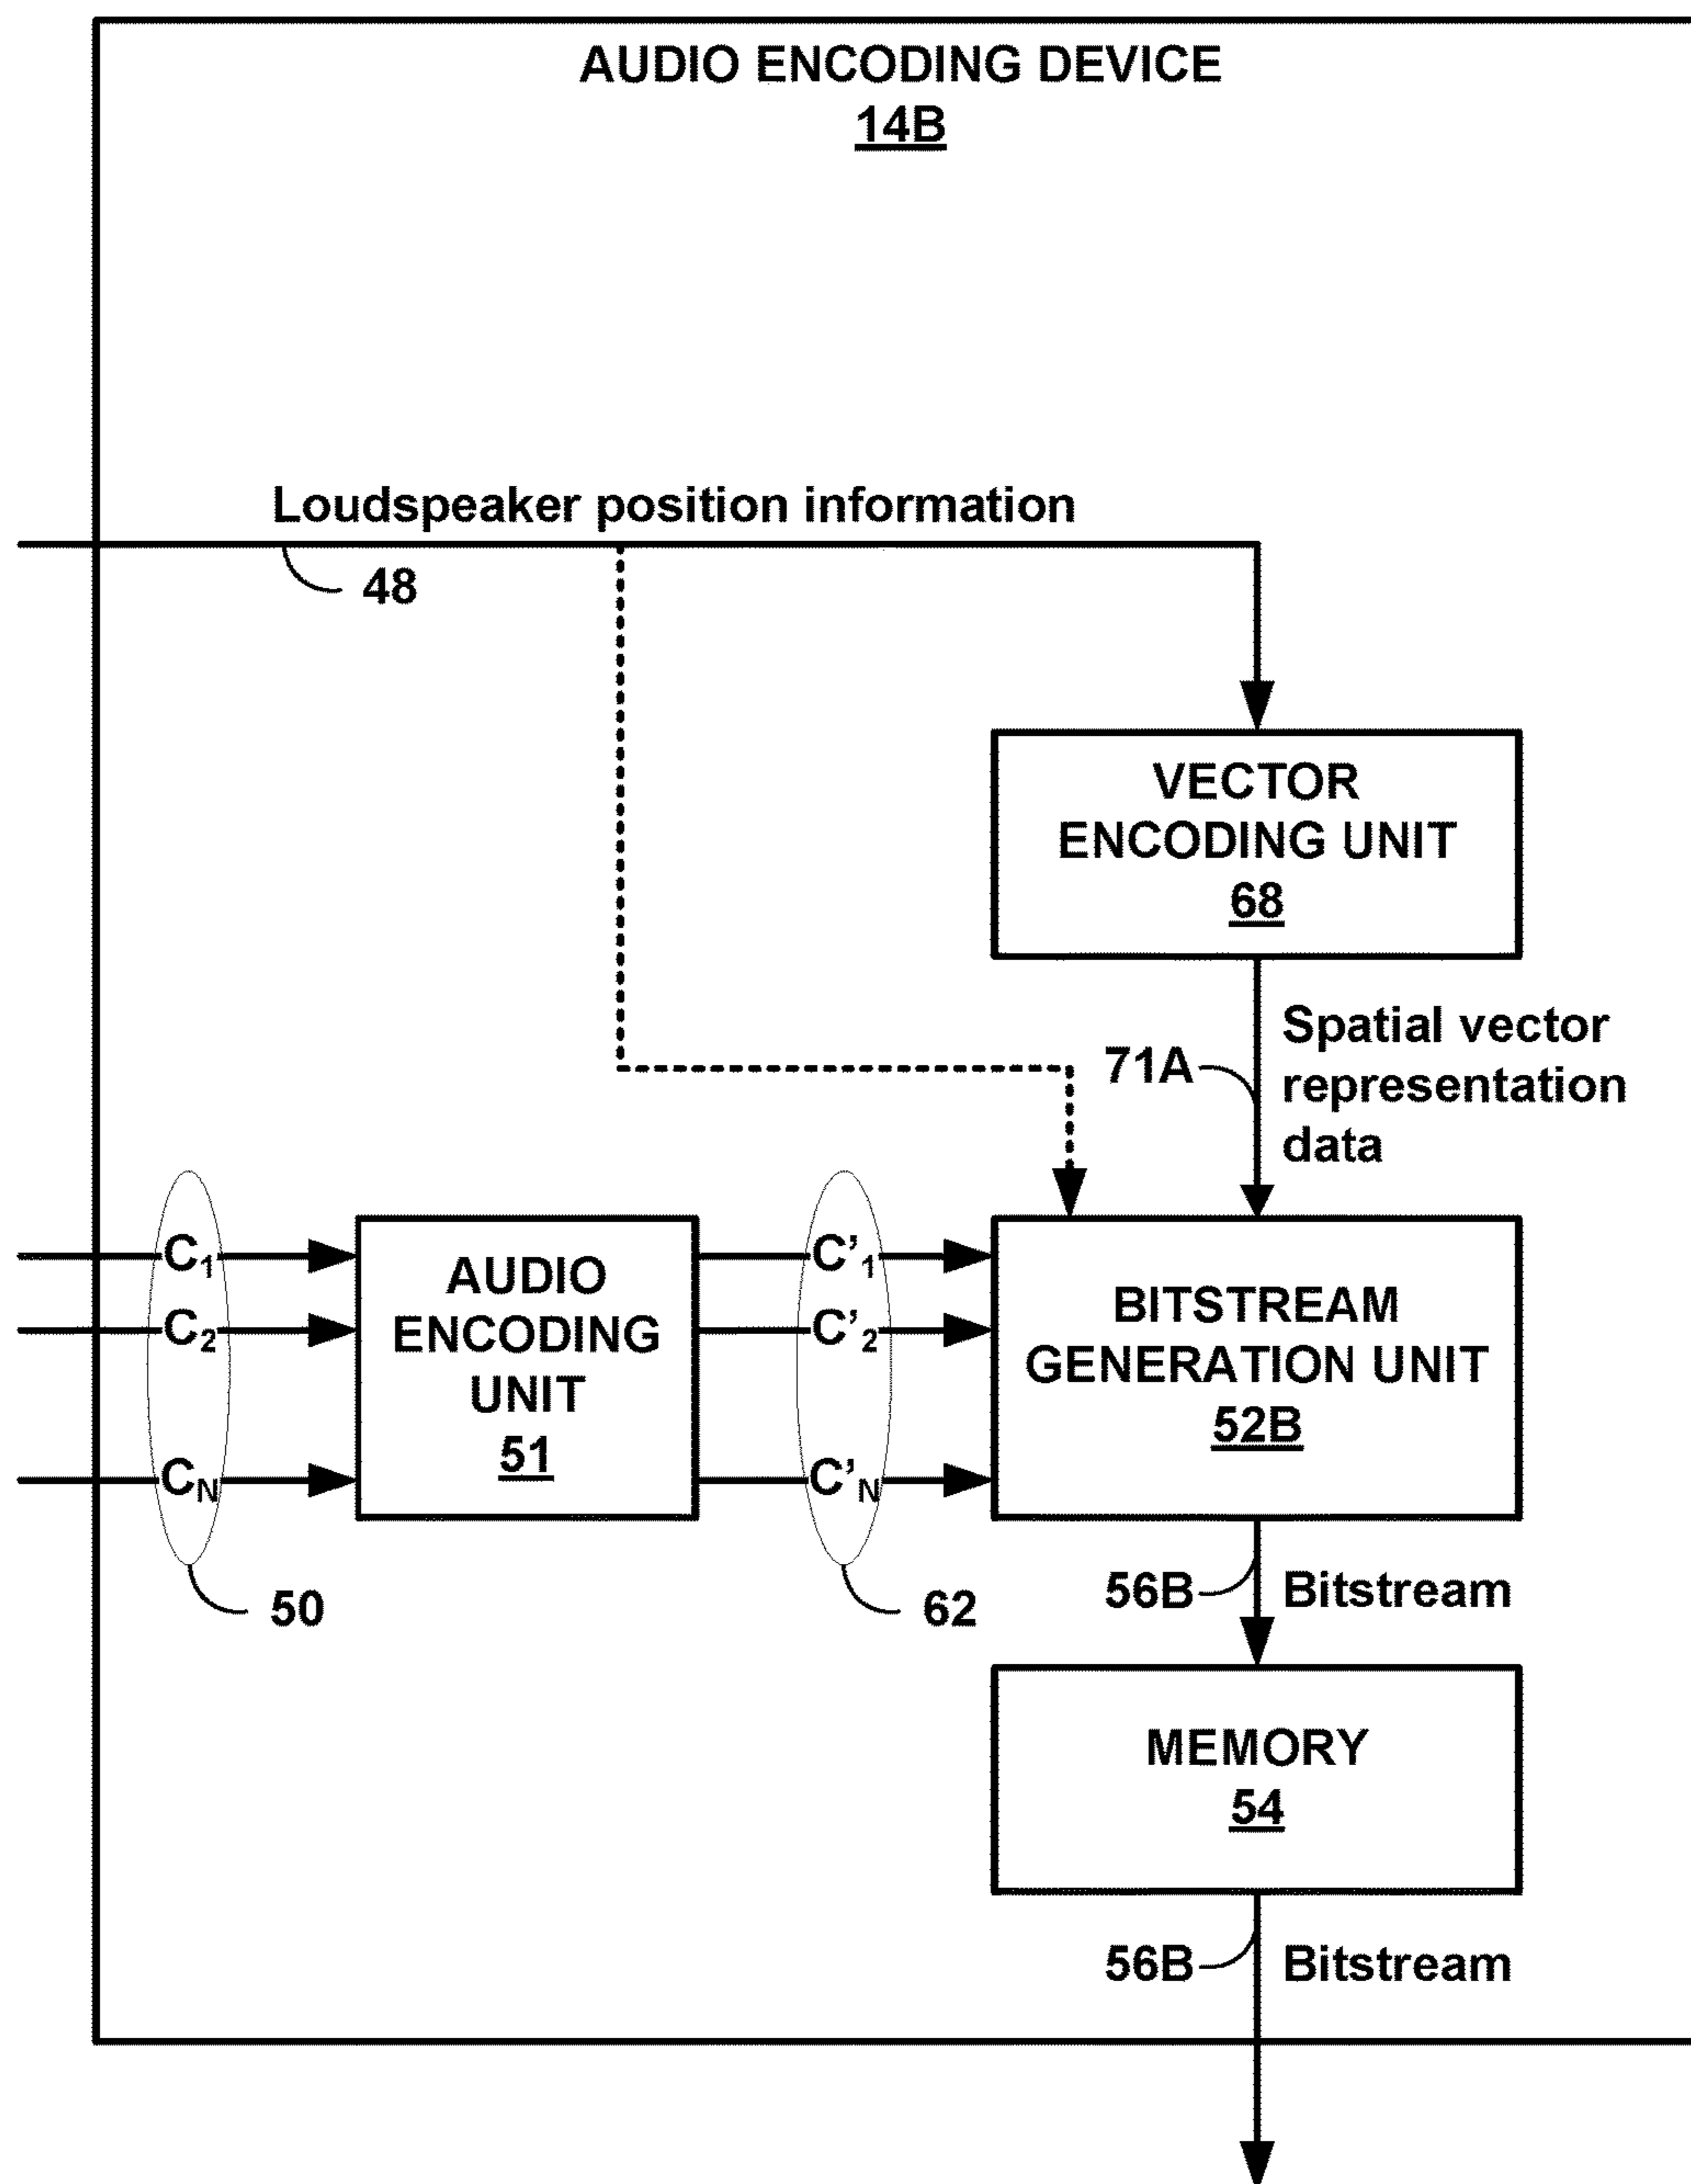 AUDIO ENCODING DEVICE
14B
Loudspeaker position information
48
VECTOR
ENCODING UNIT
68
71A
Spatial vector
representation
data
C1
C2
CN
50
AUDIO
ENCODING
UNIT
51
C’1
C’2
C’N
62
BITSTREAM
GENERATION UNIT
52B
56B
Bitstream
MEMORY
54
56B
Bitstream